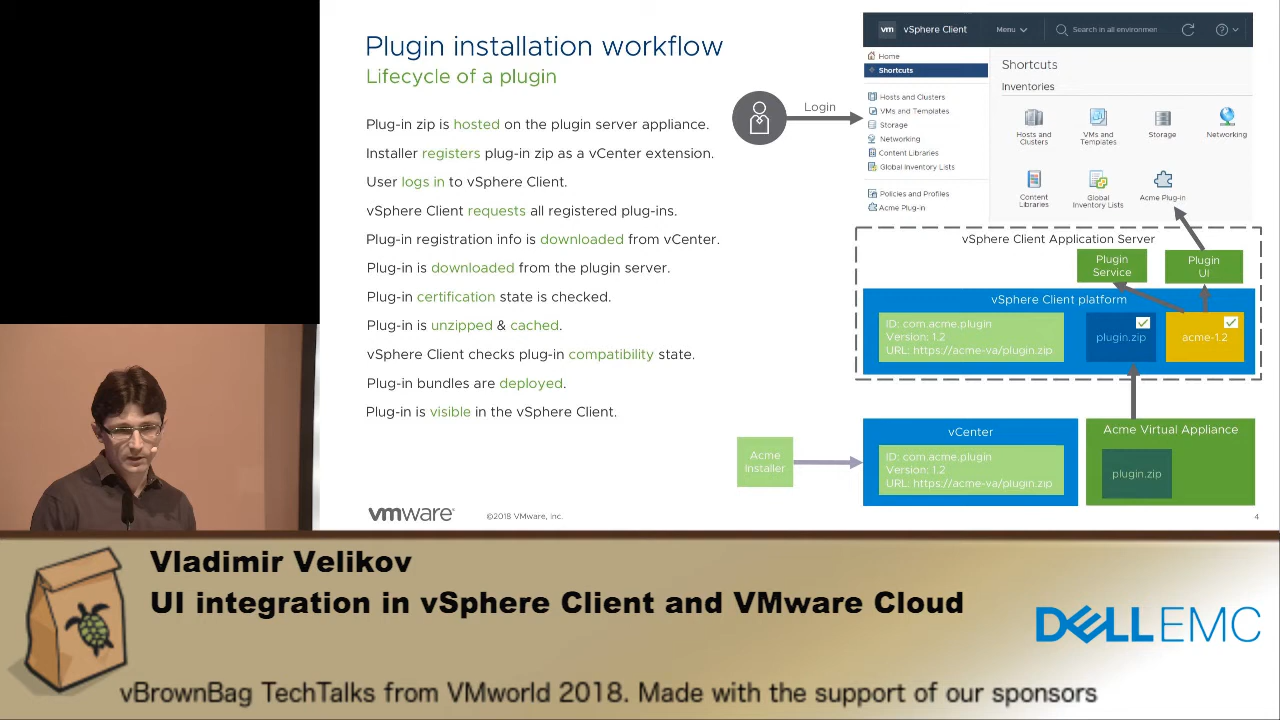 Plugin installation workflow
Lifecycle of a plugin
Plug-in zip is hosted on the plugin server appliance.
Installer registers plug-in zip as a vCenter extension.
User logs in to vSphere Client.
vSphere Client requests all registered plug-ins.
Plug-in registration info is downloaded from vCenter.
Plug-in is downloaded from the plugin server.
Plug-in certification state is checked.
Plug-in is unzipped & cached.
vSphere Client checks plug-in compatibility state.
Plug-in bundles are deployed.
Plug-in is visible in the vSphere Client.
Login
vm vSphere Client
Menu
Search in all environmen
Home
Shortcuts
Hosts and Clusters
VMs and Templates
Storage
Networking
Content Libraries
Global Inventory Lists
Policies and Profiles
Acme Plug-in
Shortcuts
Inventories
Hosts and
Clusters
VMs and
Templates
Storage
Networking
Content
Libraries
Global
Inventory Lists
Acme Plug-in
vSphere Client Application Server
Plugin
Service
Plugin
UI
vSphere Client platform
ID: com.acme.plugin
Version: 1.2
URL: https://acme-va/plugin.zip
plugin.zip
acme-1.2
Acme
Installer
vCenter
ID: com.acme.plugin
Version: 1.2
URL: https://acme-va/plugin.zip
Acme Virtual Appliance
plugin.zip
vmware®
©2018 VMware, Inc.
4
Vladimir Velikov
UI integration in vSphere Client and VMware Cloud
DELLEMC
vBrownBag TechTalks from VMworld 2018. Made with the support of our sponsors